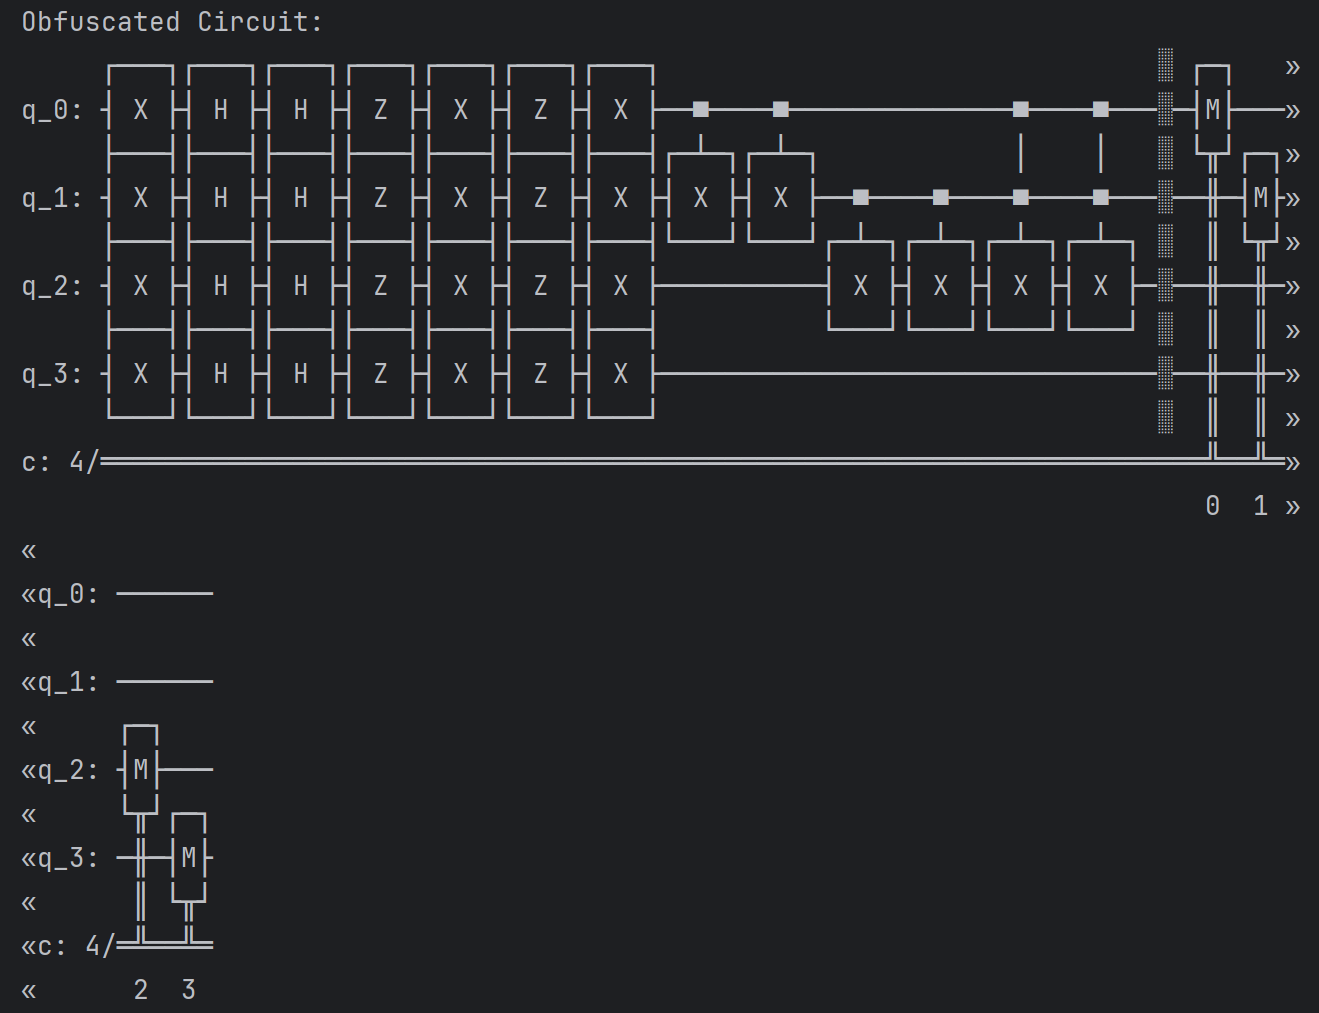 Obfuscated Circuit:
     ┌───┐┌───┐┌───┐┌───┐┌───┐┌───┐┌───┐                               ░ ┌─┐   »
q_0: ┤ X ├┤ H ├┤ H ├┤ Z ├┤ X ├┤ Z ├┤ X ├──■────■──────────────■────■───░─┤M├───»
     ├───┤├───┤├───┤├───┤├───┤├───┤├───┤┌─┴─┐┌─┴─┐            │    │   ░ └╥┘┌─┐»
q_1: ┤ X ├┤ H ├┤ H ├┤ Z ├┤ X ├┤ Z ├┤ X ├┤ X ├┤ X ├──■────■────■────■───░──╫─┤M├»
     ├───┤├───┤├───┤├───┤├───┤├───┤├───┤└───┘└───┘┌─┴─┐┌─┴─┐┌─┴─┐┌─┴─┐ ░  ║ └╥┘»
q_2: ┤ X ├┤ H ├┤ H ├┤ Z ├┤ X ├┤ Z ├┤ X ├──────────┤ X ├┤ X ├┤ X ├┤ X ├─░──╫──╫─»
     ├───┤├───┤├───┤├───┤├───┤├───┤├───┤          └───┘└───┘└───┘└───┘ ░  ║  ║ »
q_3: ┤ X ├┤ H ├┤ H ├┤ Z ├┤ X ├┤ Z ├┤ X ├───────────────────────────────░──╫──╫─»
     └───┘└───┘└───┘└───┘└───┘└───┘└───┘                               ░  ║  ║ »
c: 4/═════════════════════════════════════════════════════════════════════╩══╩═»
                                                                          0  1 »
«
«q_0: ──────
«
«q_1: ──────
«     ┌─┐
«q_2: ┤M├───
«     └╥┘┌─┐
«q_3: ─╫─┤M├
«      ║ └╥┘
«c: 4/═╩══╩═
«      2  3